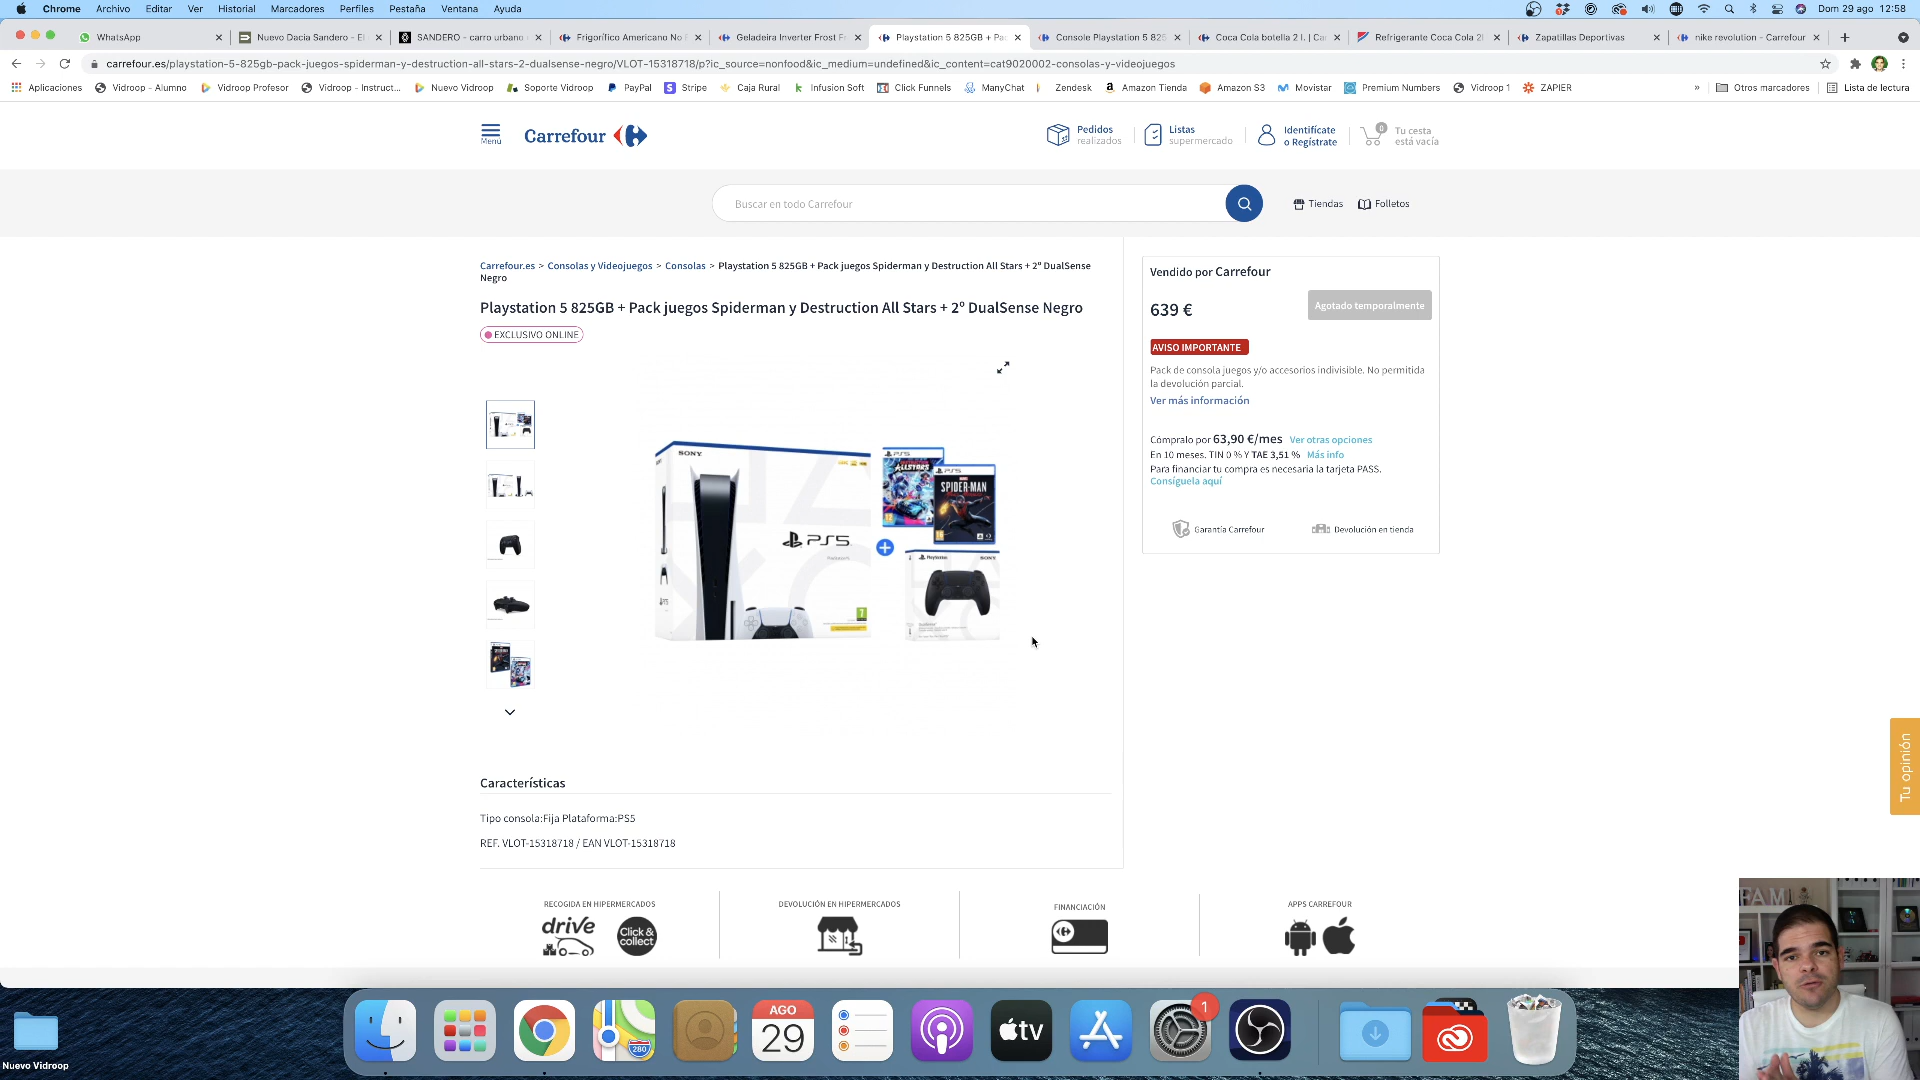 Chrome Archivo Editar Ver Historial Marcadores Perfiles Pestaña Ventana Ayuda Dom 29 ago 12:58
WhatsApp Nuevo Dacia Sandero - El SANDERO - carro urbano Frigorífico Americano No F Geladeira Inverter Frost F Playstation 5 825GB + Pa Console Playstation 5 825 Coca Cola botella 2 l. | Ca Refrigerante Coca Cola 2l Zapatillas Deportivas nike revolution - Carrefour
carrefour.es/playstation-5-825gb-pack-juegos-spiderman-y-destruction-all-stars-2-dualsense-negro/VLOT-15318718/p?ic_source=nonfood&ic_medium=undefined&ic_content=cat9020002-consolas-y-videojuegos
Aplicaciones Vidroop - Alumno Vidroop Profesor Vidroop - Instruct... Nuevo Vidroop Soporte Vidroop PayPal Stripe Caja Rural Infusion Soft Click Funnels ManyChat Zendesk Amazon Tienda Amazon S3 Movistar Premium Numbers Vidroop 1 ZAPIER » Otros marcadores Lista de lectura
Menú
Carrefour
Pedidos
realizados
Listas
supermercado
Identifícate
o Regístrate
0
Tu cesta
está vacía
Buscar en todo Carrefour
Tiendas Folletos
Carrefour.es > Consolas y Videojuegos > Consolas > Playstation 5 825GB + Pack juegos Spiderman y Destruction All Stars + 2º DualSense
Negro
Playstation 5 825GB + Pack juegos Spiderman y Destruction All Stars + 2º DualSense Negro
EXCLUSIVO ONLINE
SONY
PS5
PS5
ALLSTARS
PS5
SPIDER-MAN
PlayStation SONY
7
Vendido por Carrefour
639 €
Agotado temporalmente
AVISO IMPORTANTE
Pack de consola juegos y/o accesorios indivisible. No permitida
la devolución parcial.
Ver más información
Cómpralo por 63,90 €/mes Ver otras opciones
En 10 meses. TIN 0 % Y TAE 3,51 % Más info
Para financiar tu compra es necesaria la tarjeta PASS.
Consíguela aquí
Garantía Carrefour Devolución en tienda
Tu opinión
Características
Tipo consola:Fija Plataforma:PS5
REF. VLOT-15318718 / EAN VLOT-15318718
RECOGIDA EN HIPERMERCADOS
drive
Click &
collect
DEVOLUCIÓN EN HIPERMERCADOS
FINANCIACIÓN
APPS CARREFOUR
FAM
Nuevo Vidroop
280
AGO
29
tv
1